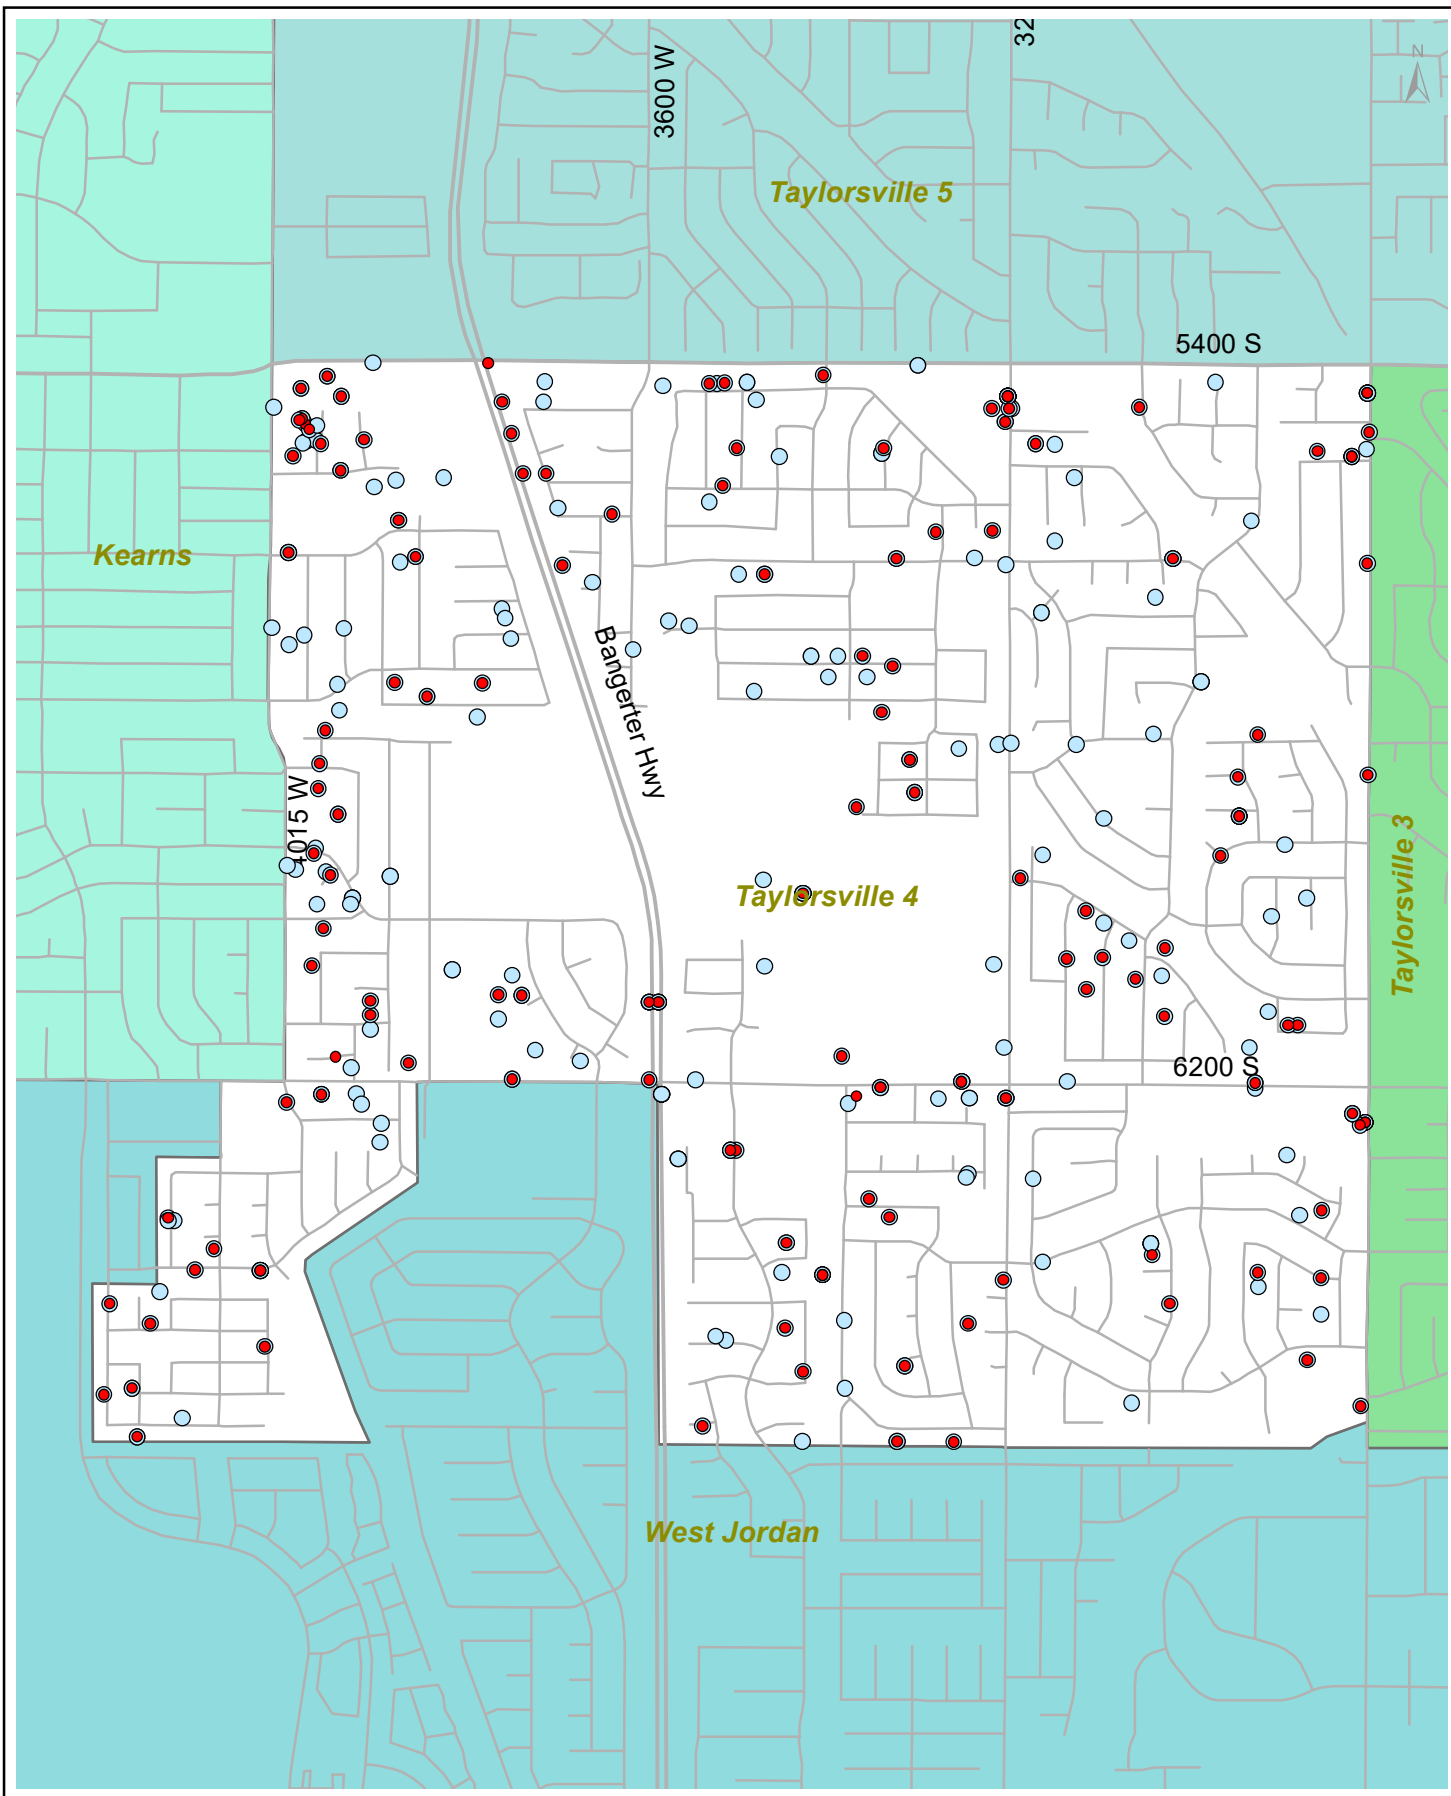 32
N
3600 W
Taylorsville 5
5400 S
Kearns
Bangerter Hwy
4015 W
Taylorsville 4
Taylorsville 3
6200 S
West Jordan